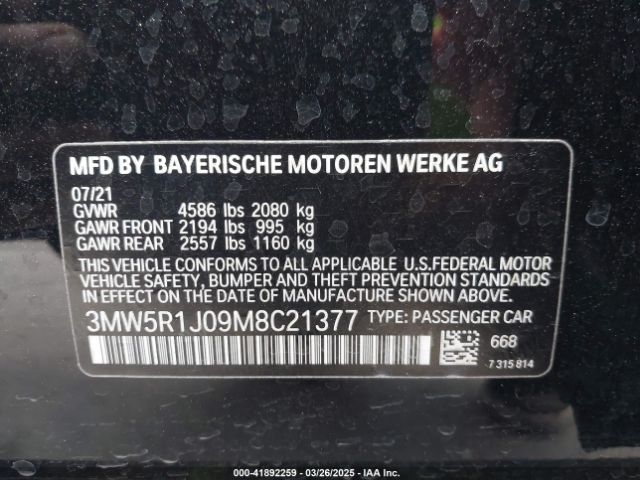 MFD BY BAYERISCHE MOTOREN WERKE AG
07/21
GVWR 4586 lbs 2080 kg
GAWR FRONT 2194 lbs 995 kg
GAWR REAR 2557 lbs 1160 kg
THIS VEHICLE CONFORMS TO ALL APPLICABLE U.S.FEDERAL MOTOR
VEHICLE SAFETY, BUMPER AND THEFT PREVENTION STANDARDS
IN EFFECT ON THE DATE OF MANUFACTURE SHOWN ABOVE.
3MW5R1J09M8C21377 TYPE: PASSENGER CAR
668
7 315 814
000-41892259 - 03/26/2025 - IAA Inc.